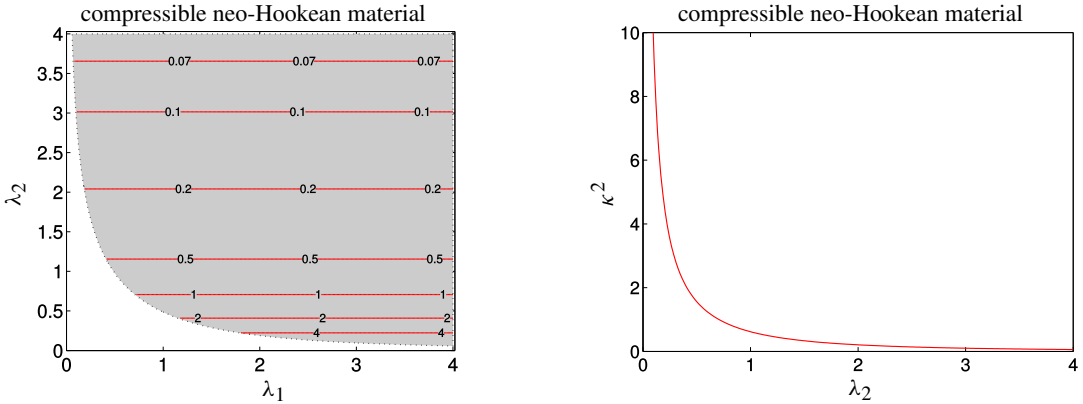 compressible neo-Hookean material
4
3.5
3
2.5
2
1.5
1
0.5
0
λ2
0.07 0.07 0.07
0.1 0.1 0.1
0.2 0.2 0.2
0.5 0.5 0.5
1 1 1
2 2 2
4 4
0 1 2 3 4
λ1
compressible neo-Hookean material
10
8
6
4
2
0
κ²
0 1 2 3 4
λ2